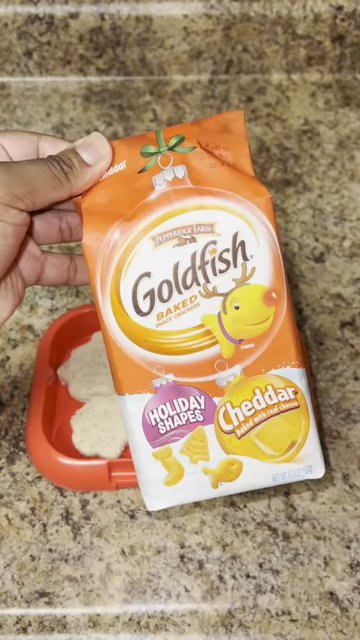 PEPPERIDGE FARM
Goldfish
BAKED
SNACK CRACKERS
HOLIDAY
SHAPES
Cheddar
baked with real cheese